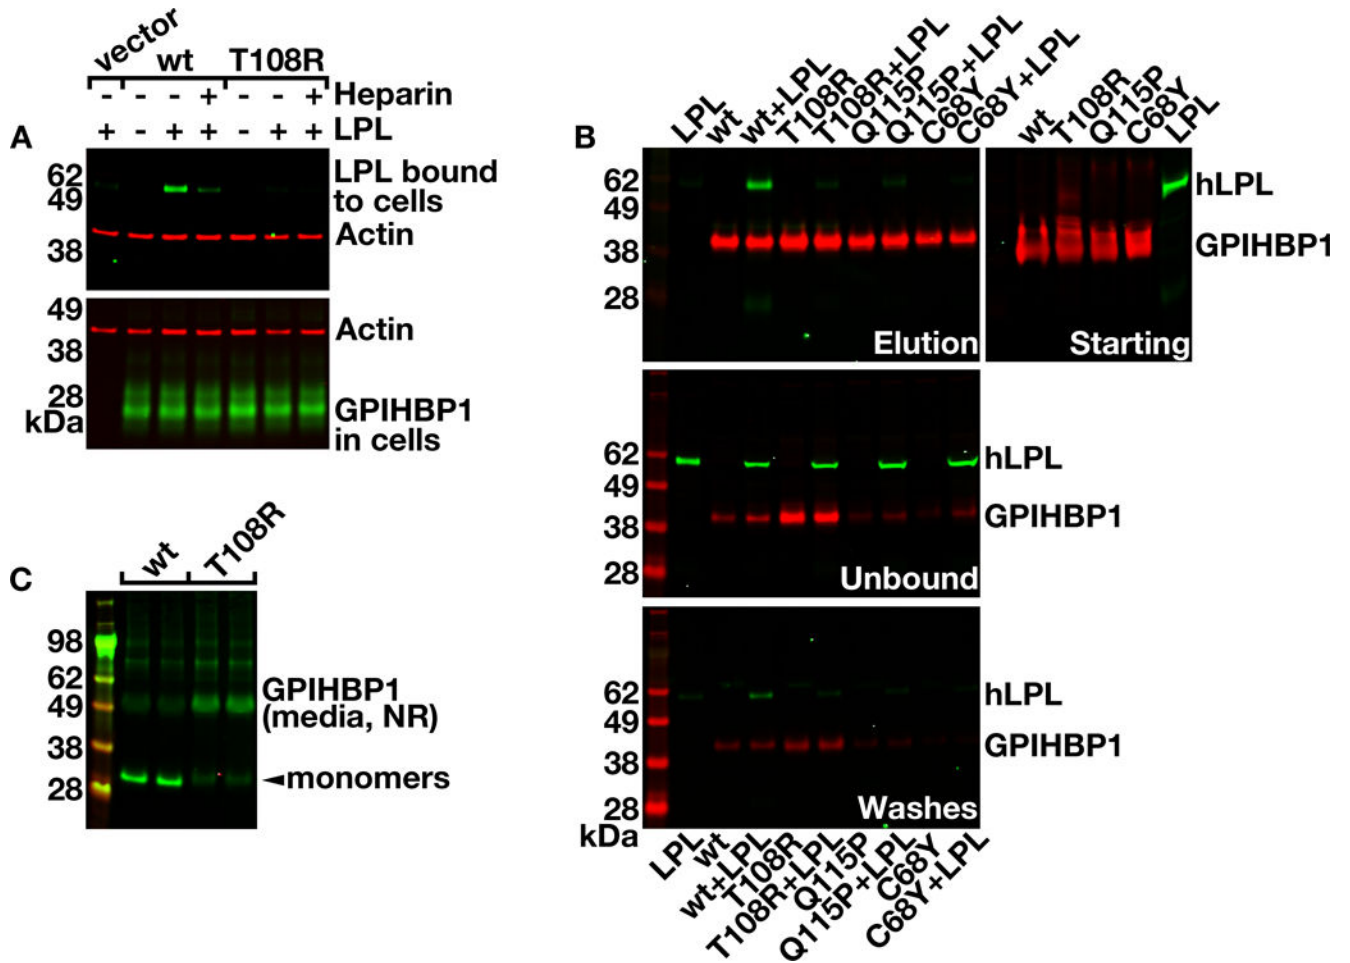 vector
wt
T108R
- - - + - - + Heparin
+ - + + - + + LPL
A
62
49
38
LPL bound
to cells
Actin
49
38
28
kDa
Actin
GPIHBP1
in cells
B
LPL
wt
wt+LPL
T108R
T108R+LPL
Q115P
Q115P+LPL
C68Y
C68Y+LPL
wt
T108R
Q115P
C68Y
LPL
62
49
38
28
Elution
Starting
hLPL
GPIHBP1
62
49
38
28
Unbound
hLPL
GPIHBP1
62
49
38
28
kDa
Washes
hLPL
GPIHBP1
LPL
wt
wt+LPL
T108R
T108R+LPL
Q115P
Q115P+LPL
C68Y
C68Y+LPL
C
wt
T108R
98
62
49
38
28
GPIHBP1
(media, NR)
monomers